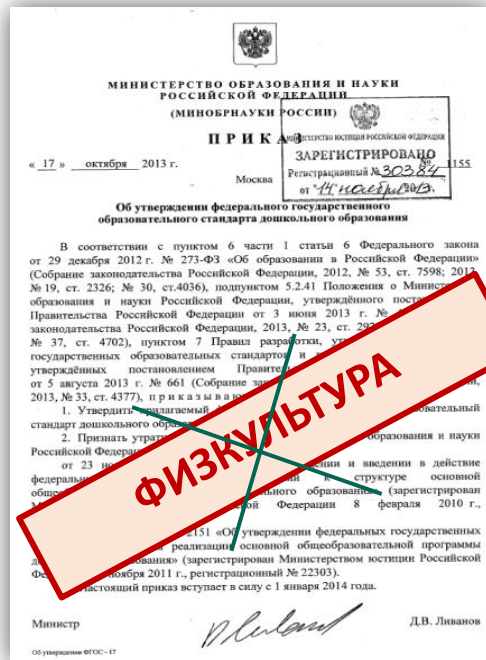 МИНИСТЕРСТВО ОБРАЗОВАНИЯ И НАУКИ
РОССИЙСКОЙ ФЕДЕРАЦИИ
(МИНОБРНАУКИ РОССИИ)
ПРИКАЗ
МИНИСТЕРСТВО ЮСТИЦИИ РОССИЙСКОЙ ФЕДЕРАЦИИ
ЗАРЕГИСТРИРОВАНО
Регистрационный № 30384
от "14" ноября 2013.
« 17 » октября 2013 г.
№ 1155
Москва
Об утверждении федерального государственного
образовательного стандарта дошкольного образования
В соответствии с пунктом 6 части 1 статьи 6 Федерального закона
от 29 декабря 2012 г. № 273-ФЗ «Об образовании в Российской Федерации»
(Собрание законодательства Российской Федерации, 2012, № 53, ст. 7598; 2013,
№ 19, ст. 2326; № 30, ст.4036), подпунктом 5.2.41 Положения о
образования и науки Российской Федерации, утверждённого
Правительства Российской Федерации от 3 июня 2013 г. №
законодательства Российской Федерации, 2013, № 23, ст.
№ 37, ст. 4702), пунктом 7 Правил разработки,
государственных образовательных стандартов и
утверждённых постановлением
от 5 августа 2013 г. № 661 (Собрание
2013, № 33, ст. 4377), приказываю
1. Утвердить прилагаемый
стандарт дошкольного
2. Признать
образования и науки
Российской
от 23
и введении в действие
к структуре основной
образования» (зарегистрирован
Федерации 8 февраля 2010 г.,
2151 «Об утверждении федеральных государственных
реализации основной общеобразовательной программы
(зарегистрирован Министерством юстиции Российской
ноября 2011 г., регистрационный № 22303).
Настоящий приказ вступает в силу с 1 января 2014 года.
ФИЗКУЛЬТУРА
Министр
Д.В. Ливанов
Об утверждении ФГОС - 17